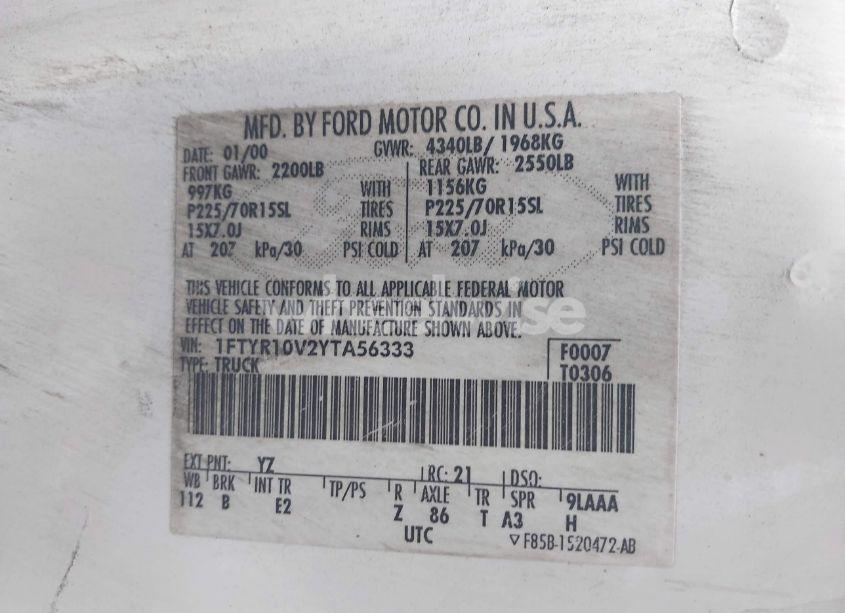 MFD. BY FORD MOTOR CO. IN U.S.A.
DATE: 01/00 GVWR: 4340LB/ 1968KG
FRONT GAWR: 2200LB REAR GAWR: 2550LB
997KG WITH 1156KG WITH
P225/70R15SL TIRES P225/70R15SL TIRES
15X7.0J RIMS 15X7.0J RIMS
AT 207 kPa/30 PSI COLD AT 207 kPa/30 PSI COLD
THIS VEHICLE CONFORMS TO ALL APPLICABLE FEDERAL MOTOR
VEHICLE SAFETY AND THEFT PREVENTION STANDARDS IN
EFFECT ON THE DATE OF MANUFACTURE SHOWN ABOVE.
VIN: 1FTYR10V2YTA56333 F0007
TYPE: TRUCK T0306
EXT PNT: YZ RC: 21 DSO:
WB BRK INT TR TP/PS R AXLE TR SPR 9LAAA
112 B E2 Z 86 T A3 H
UTC F85B-1520472-AB